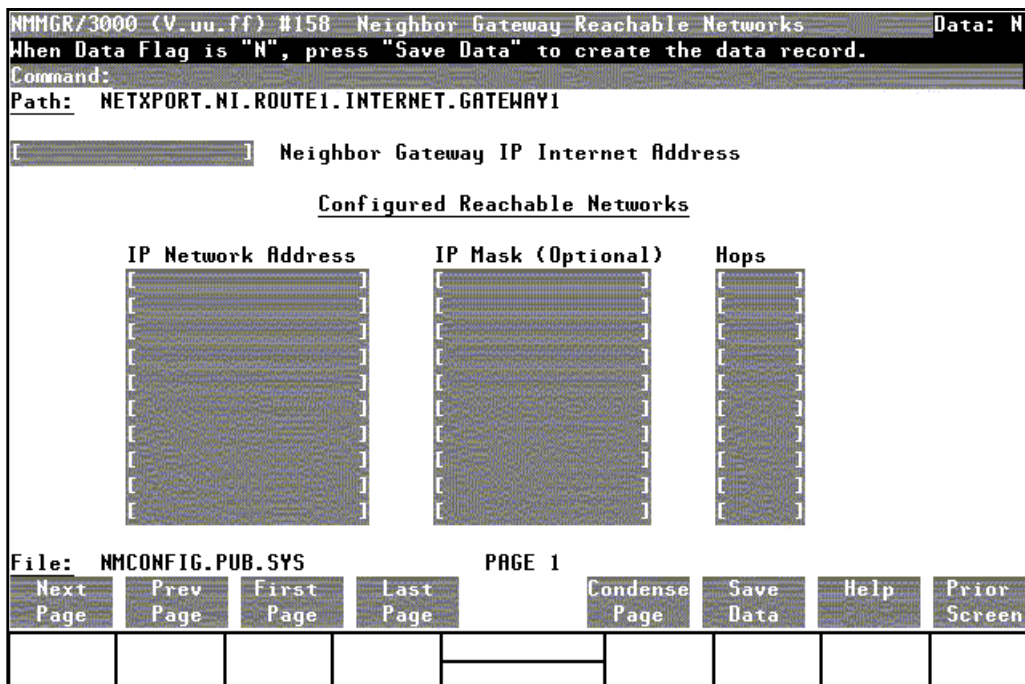 NMMGR/3000 (V.uu.ff) #158 Neighbor Gateway Reachable Networks Data: N
When Data Flag is "N", press "Save Data" to create the data record.
Command:
Path: NETXPORT.NI.ROUTE1.INTERNET.GATEWAY1
[ ] Neighbor Gateway IP Internet Address
Configured Reachable Networks
IP Network Address IP Mask (Optional) Hops
[ ] [ ] [ ]
[ ] [ ] [ ]
[ ] [ ] [ ]
[ ] [ ] [ ]
[ ] [ ] [ ]
[ ] [ ] [ ]
[ ] [ ] [ ]
[ ] [ ] [ ]
[ ] [ ] [ ]
[ ] [ ] [ ]
File: NMCONFIG.PUB.SYS PAGE 1
Next Prev First Last Condense Save Help Prior
Page Page Page Page Page Data Screen